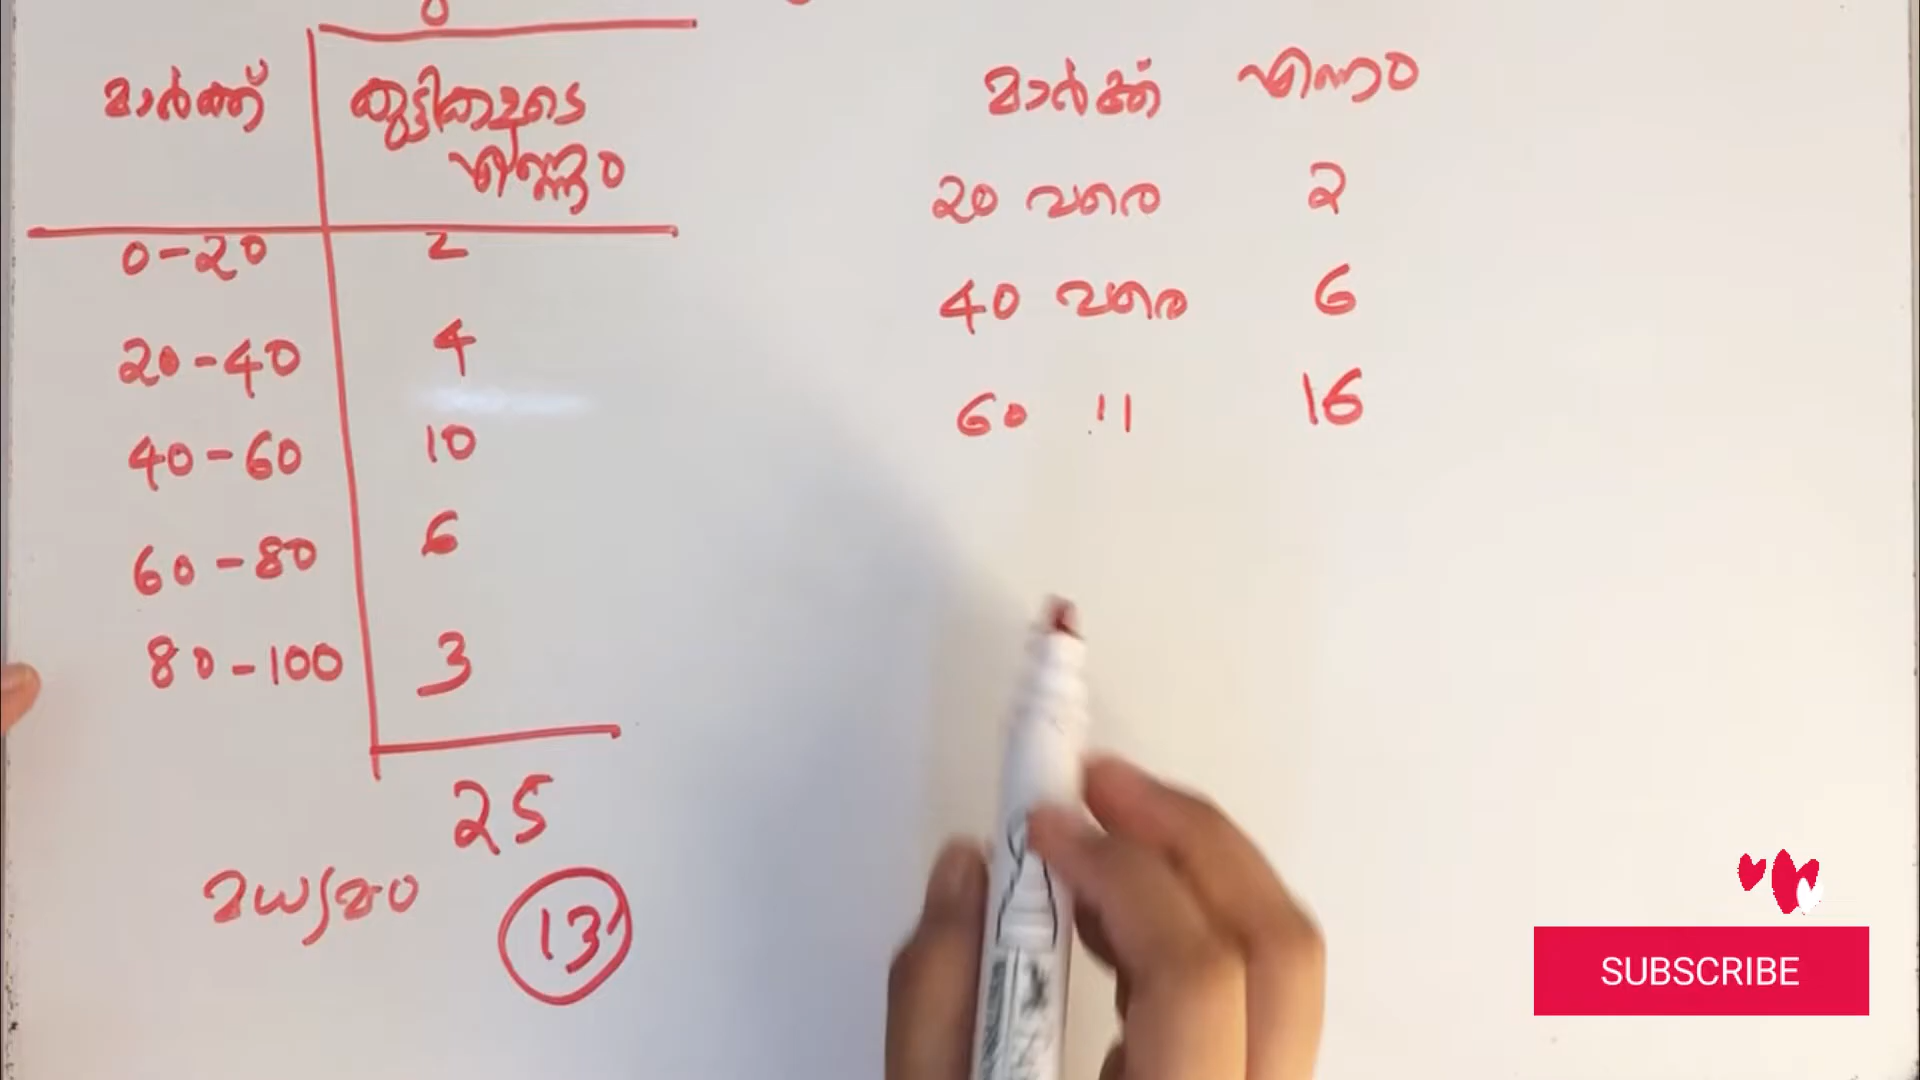 മാർക്ക്
കുട്ടികളുടെ
എണ്ണം
0-20 2
20-40 4
40-60 10
60-80 6
80-100 3
25
മധ്യമം 13
മാർക്ക് എണ്ണം
20 വരെ 2
40 വരെ 6
60 " 16
SUBSCRIBE